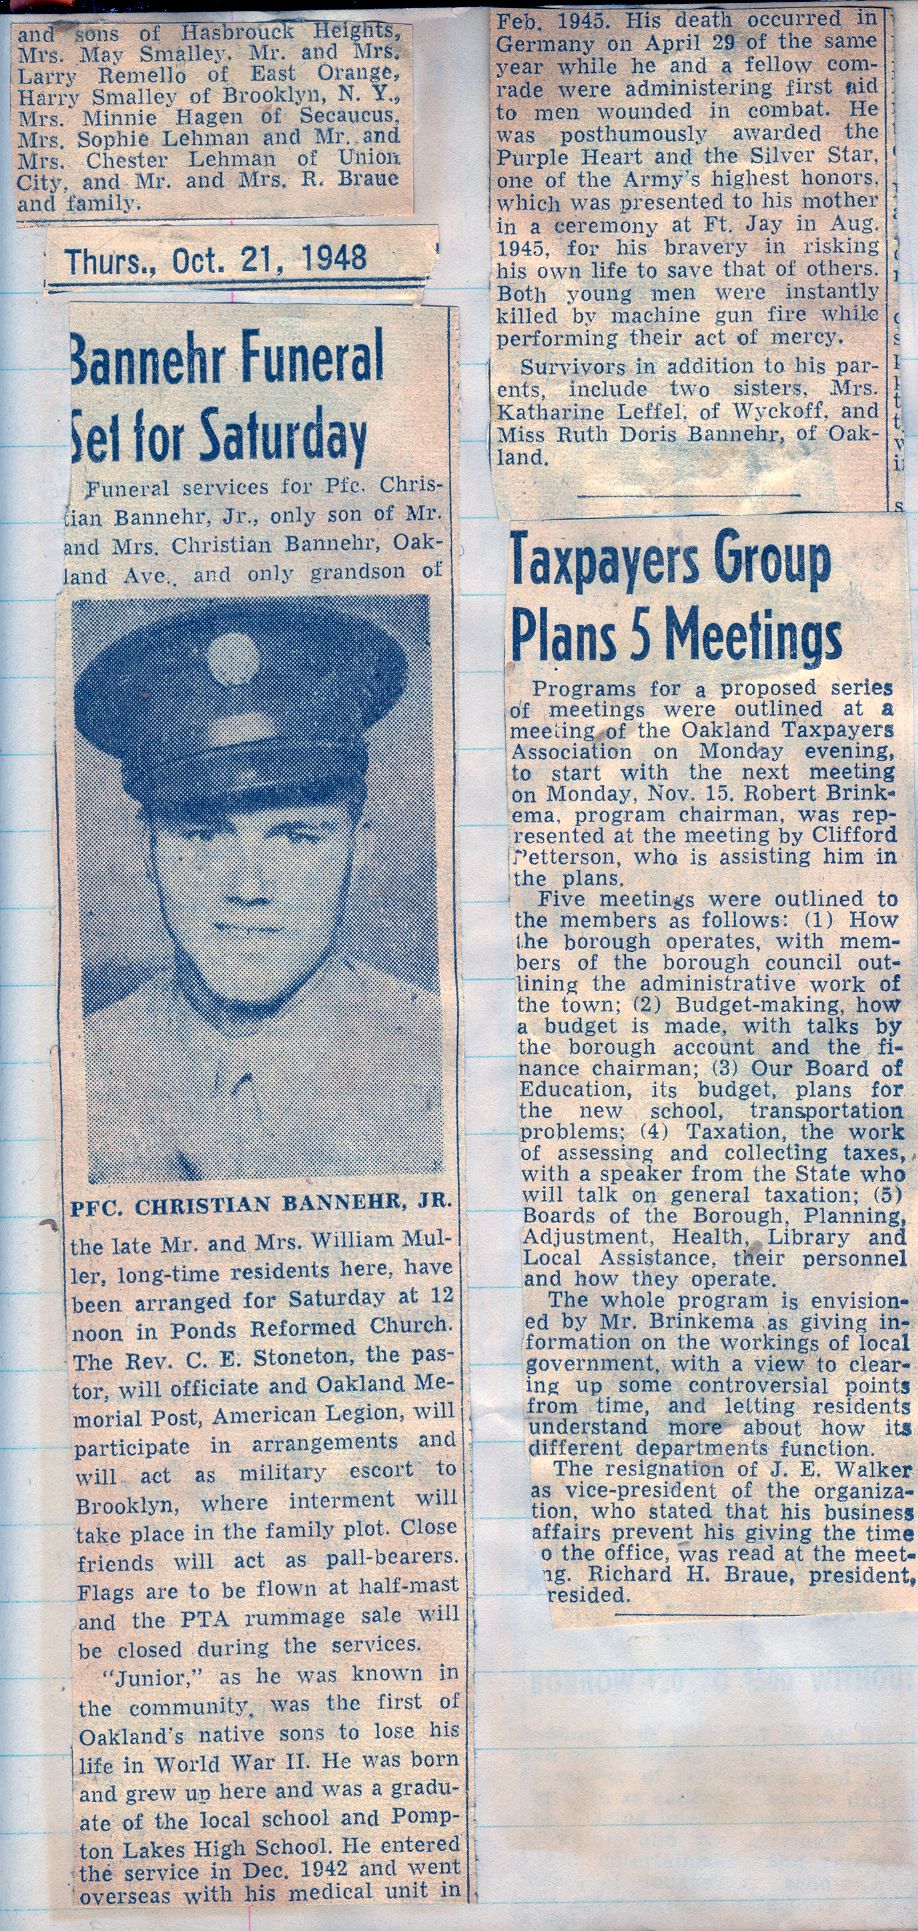 and sons of Hasbrouck Heights,
Mrs. May Smalley, Mr. and Mrs.
Larry Remello of East Orange,
Harry Smalley of Brooklyn, N. Y.,
Mrs. Minnie Hagen of Secaucus,
Mrs. Sophie Lehman and Mr. and
Mrs. Chester Lehman of Union
City, and Mr. and Mrs. R. Braue
and family.
Thurs., Oct. 21, 1948
Bannehr Funeral
Set for Saturday
Funeral services for Pfc. Chris-
tian Bannehr, Jr., only son of Mr.
and Mrs. Christian Bannehr, Oak-
land Ave., and only grandson of
PFC. CHRISTIAN BANNEHR, JR.
the late Mr. and Mrs. William Mul-
ler, long-time residents here, have
been arranged for Saturday at 12
noon in Ponds Reformed Church.
The Rev. C. E. Stoneton, the pas-
tor, will officiate and Oakland Me-
morial Post, American Legion, will
participate in arrangements and
will act as military escort to
Brooklyn, where interment will
take place in the family plot. Close
friends will act as pall-bearers.
Flags are to be flown at half-mast
and the PTA rummage sale will
be closed during the services.
"Junior," as he was known in
the community, was the first of
Oakland's native sons to lose his
life in World War II. He was born
and grew up here and was a gradu-
ate of the local school and Pomp-
ton Lakes High School. He entered
the service in Dec. 1942 and went
overseas with his medical unit in
Feb. 1945. His death occurred in
Germany on April 29 of the same
year while he and a fellow com-
rade were administering first aid
to men wounded in combat. He
was posthumously awarded the
Purple Heart and the Silver Star,
one of the Army's highest honors,
which was presented to his mother
in a ceremony at Ft. Jay in Aug.
1945, for his bravery in risking
his own life to save that of others.
Both young men were instantly
killed by machine gun fire while
performing their act of mercy.
Survivors in addition to his par-
ents, include two sisters, Mrs.
Katharine Leffel, of Wyckoff, and
Miss Ruth Doris Bannehr, of Oak-
land.
Taxpayers Group
Plans 5 Meetings
Programs for a proposed series
of meetings were outlined at a
meeting of the Oakland Taxpayers
Association on Monday evening,
to start with the next meeting
on Monday, Nov. 15. Robert Brink-
ema, program chairman, was rep-
resented at the meeting by Clifford
Petterson, who is assisting him in
the plans.
Five meetings were outlined to
the members as follows: (1) How
the borough operates, with mem-
bers of the borough council out-
lining the administrative work of
the town; (2) Budget-making, how
a budget is made, with talks by
the borough account and the fi-
nance chairman; (3) Our Board of
Education, its budget, plans for
the new school, transportation
problems; (4) Taxation, the work
of assessing and collecting taxes,
with a speaker from the State who
will talk on general taxation; (5)
Boards of the Borough, Planning,
Adjustment, Health, Library and
Local Assistance, their personnel
and how they operate.
The whole program is envision-
ed by Mr. Brinkema as giving in-
formation on the workings of local
government, with a view to clear-
ing up some controversial points
from time, and letting residents
understand more about how its
different departments function.
The resignation of J. E. Walker
as vice-president of the organiza-
tion, who stated that his business
affairs prevent his giving the time
o the office, was read at the meet-
ng. Richard H. Braue, president,
resided.